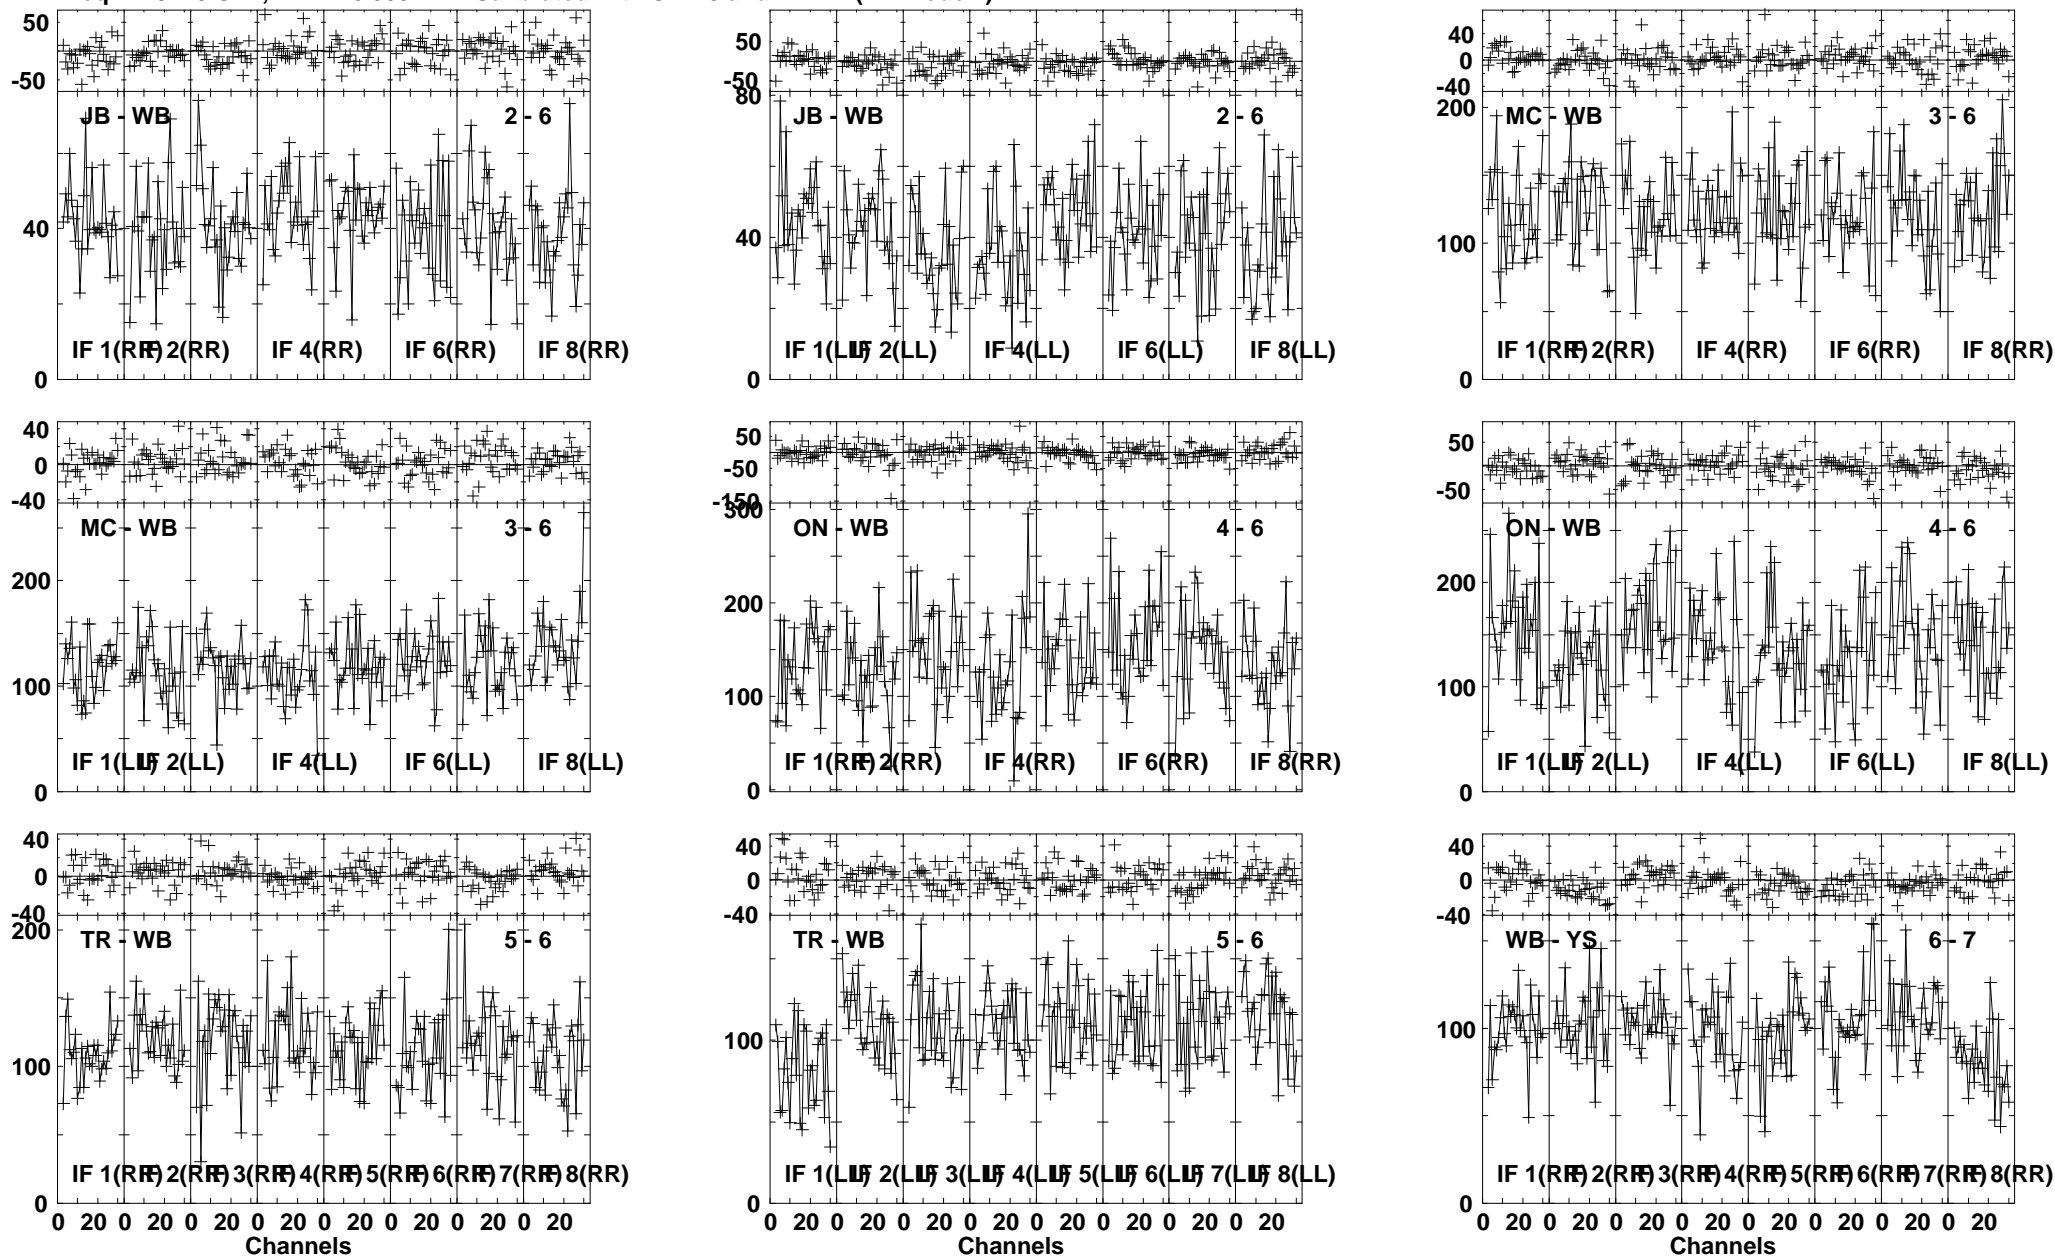 50
-50
JB - WB 2 - 6
80
40
0
IF 1(RR) IF 2(RR) IF 4(RR) IF 6(RR) IF 8(RR)
50
-50
JB - WB 2 - 6
80
40
0
IF 1(LL) IF 2(LL) IF 4(LL) IF 6(LL) IF 8(LL)
40
0
-40
MC - WB 3 - 6
200
100
0
IF 1(RR) IF 2(RR) IF 4(RR) IF 6(RR) IF 8(RR)
40
0
-40
MC - WB 3 - 6
200
100
0
IF 1(LL) IF 2(LL) IF 4(LL) IF 6(LL) IF 8(LL)
50
-50
-150
300
ON - WB 4 - 6
200
100
0
IF 1(RR) IF 2(RR) IF 4(RR) IF 6(RR) IF 8(RR)
50
-50
ON - WB 4 - 6
200
100
0
IF 1(LL) IF 2(LL) IF 4(LL) IF 6(LL) IF 8(LL)
40
0
-40
200
TR - WB 5 - 6
100
0
IF 1(RR) IF 2(RR) IF 3(RR) IF 4(RR) IF 5(RR) IF 6(RR) IF 7(RR) IF 8(RR)
0 20 0 20 0 20 0 20 0 20 0 20 0 20 0 20
Channels
40
0
-40
TR - WB 5 - 6
100
0
IF 1(LL) IF 2(LL) IF 3(LL) IF 4(LL) IF 5(LL) IF 6(LL) IF 7(LL) IF 8(LL)
0 20 0 20 0 20 0 20 0 20 0 20 0 20 0 20
Channels
40
0
-40
WB - YS 6 - 7
100
0
IF 1(RR) IF 2(RR) IF 3(RR) IF 4(RR) IF 5(RR) IF 6(RR) IF 7(RR) IF 8(RR)
0 20 0 20 0 20 0 20 0 20 0 20 0 20 0 20
Channels